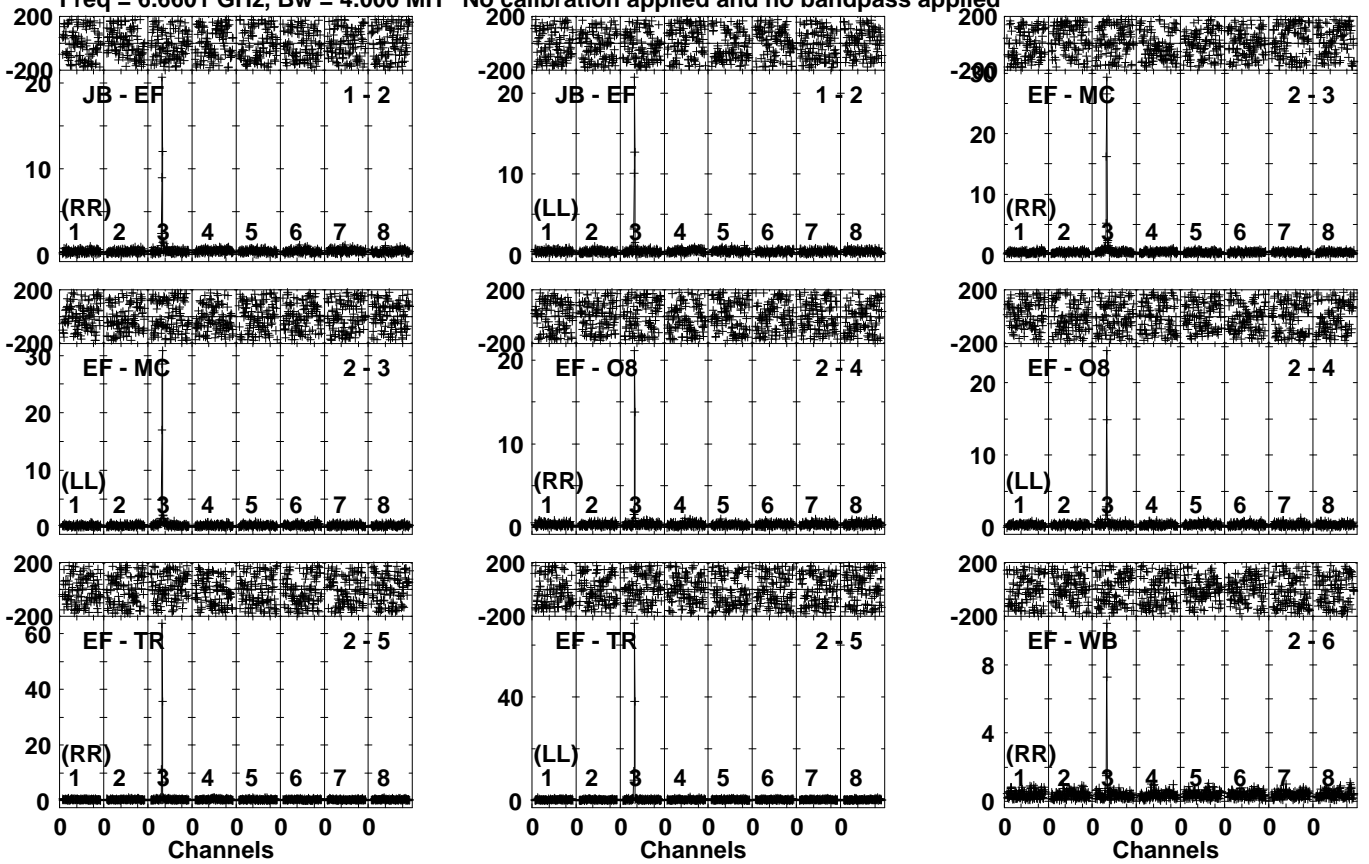 Freq = 6.6601 GHz, Bw = 4.000 MH No calibration applied and no bandpass applied
200 200 200
-200 -200 -200
20 20 30
JB - EF 1 - 2 JB - EF 1 - 2 EF - MC 2 - 3
20
10 10 10
(RR) (LL) (RR)
1 2 3 4 5 6 7 8 1 2 3 4 5 6 7 8 1 2 3 4 5 6 7 8
0 0 0
200 200 200
-200 -200 -200
30 20
EF - MC 2 - 3 EF - O8 2 - 4 EF - O8 2 - 4
20 20
10 10 10
(LL) (RR) (LL)
1 2 3 4 5 6 7 8 1 2 3 4 5 6 7 8 1 2 3 4 5 6 7 8
0 0 0
200 200 200
-200 -200 -200
60
EF - TR 2 - 5 EF - TR 2 - 5 EF - WB 2 - 6
8
40 40
4
20
(RR) (LL) (RR)
1 2 3 4 5 6 7 8 1 2 3 4 5 6 7 8 1 2 3 4 5 6 7 8
0 0 0
0 0 0 0 0 0 0 0 0 0 0 0 0 0 0 0 0 0 0 0 0 0 0 0
Channels Channels Channels